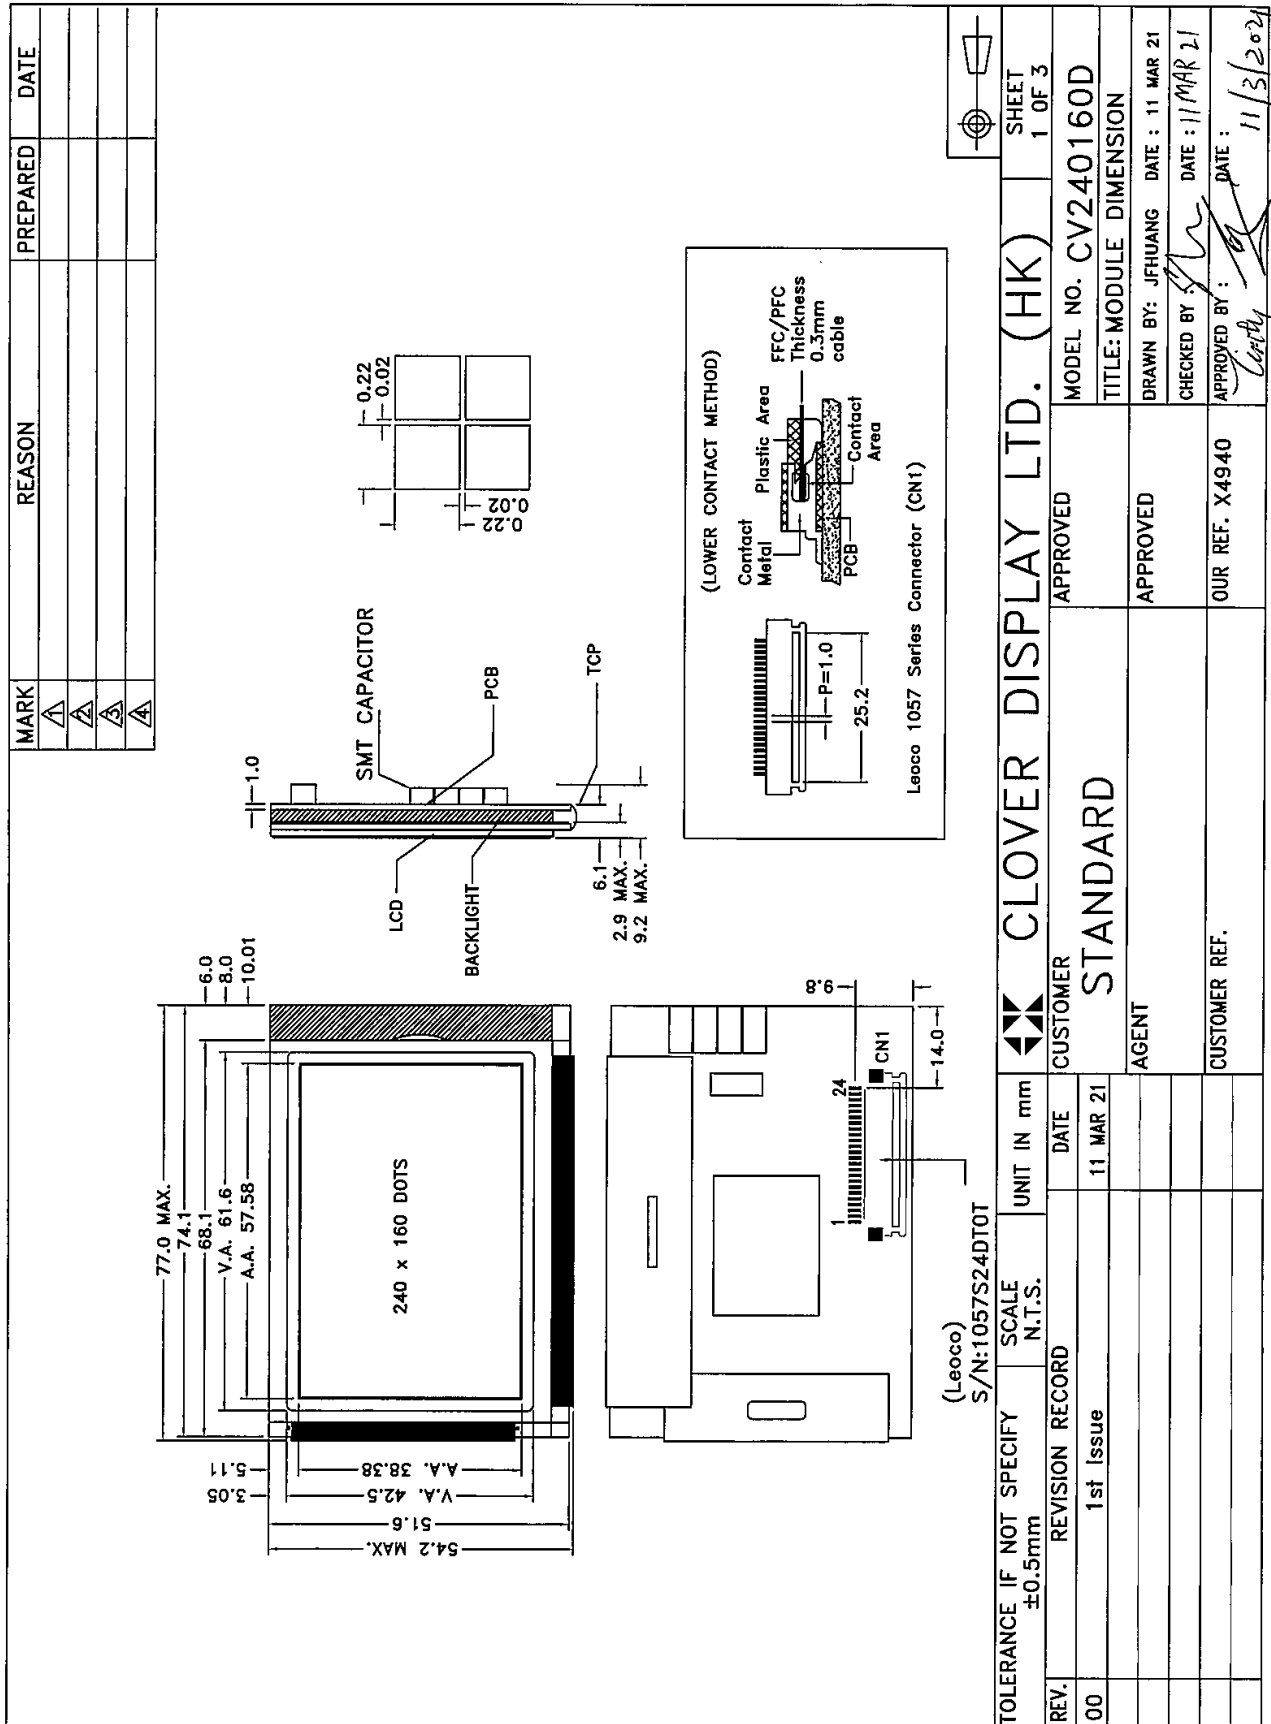 MARK REASON PREPARED DATE
1
2
3
4
77.0 MAX.
74.1
68.1
V.A. 61.6
A.A. 57.58
6.0
8.0
10.01
240 x 160 DOTS
5.11
3.05
A.A. 38.38
V.A. 42.5
51.6
54.2 MAX.
1.0
SMT CAPACITOR
PCB
TCP
LCD
BACKLIGHT
6.1
2.9 MAX.
9.2 MAX.
0.22
0.02
0.02
0.22
9.8
1 24
CN1
14.0
(Leoco)
S/N:1057S24DT0T
(LOWER CONTACT METHOD)
Contact
Metal
Plastic Area
FFC/PFC
Thickness
0.3mm
cable
PCB
Contact
Area
P=1.0
25.2
Leoco 1057 Series Connector (CN1)
TOLERANCE IF NOT SPECIFY
±0.5mm
SCALE
N.T.S.
UNIT IN mm
CLOVER DISPLAY LTD. (HK)
SHEET
1 OF 3
REV. REVISION RECORD DATE
00 1st Issue 11 MAR 21
CUSTOMER
STANDARD
AGENT
CUSTOMER REF.
APPROVED
APPROVED
OUR REF. X4940
MODEL NO. CV240160D
TITLE: MODULE DIMENSION
DRAWN BY: JFHUANG DATE : 11 MAR 21
CHECKED BY : DATE : 11 MAR 21
APPROVED BY : DATE :
11/3/2021